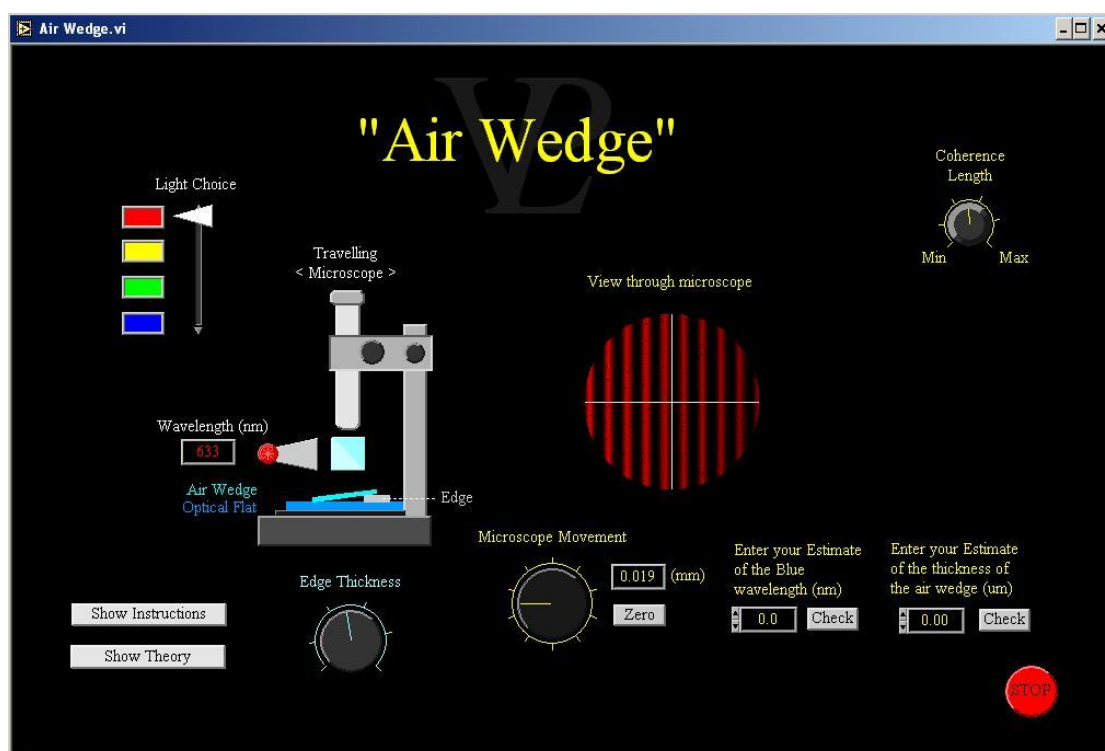 Air Wedge.vi
VL
"Air Wedge"
Light Choice
Coherence
Length
Min
Max
Travelling
< Microscope >
View through microscope
Wavelength (nm)
633
Air Wedge
Optical Flat
Edge
Microscope Movement
0.019 (mm)
Zero
Enter your Estimate
of the Blue
wavelength (nm)
0.0
Check
Enter your Estimate
of the thickness of
the air wedge (um)
0.00
Check
Edge Thickness
Show Instructions
Show Theory
STOP